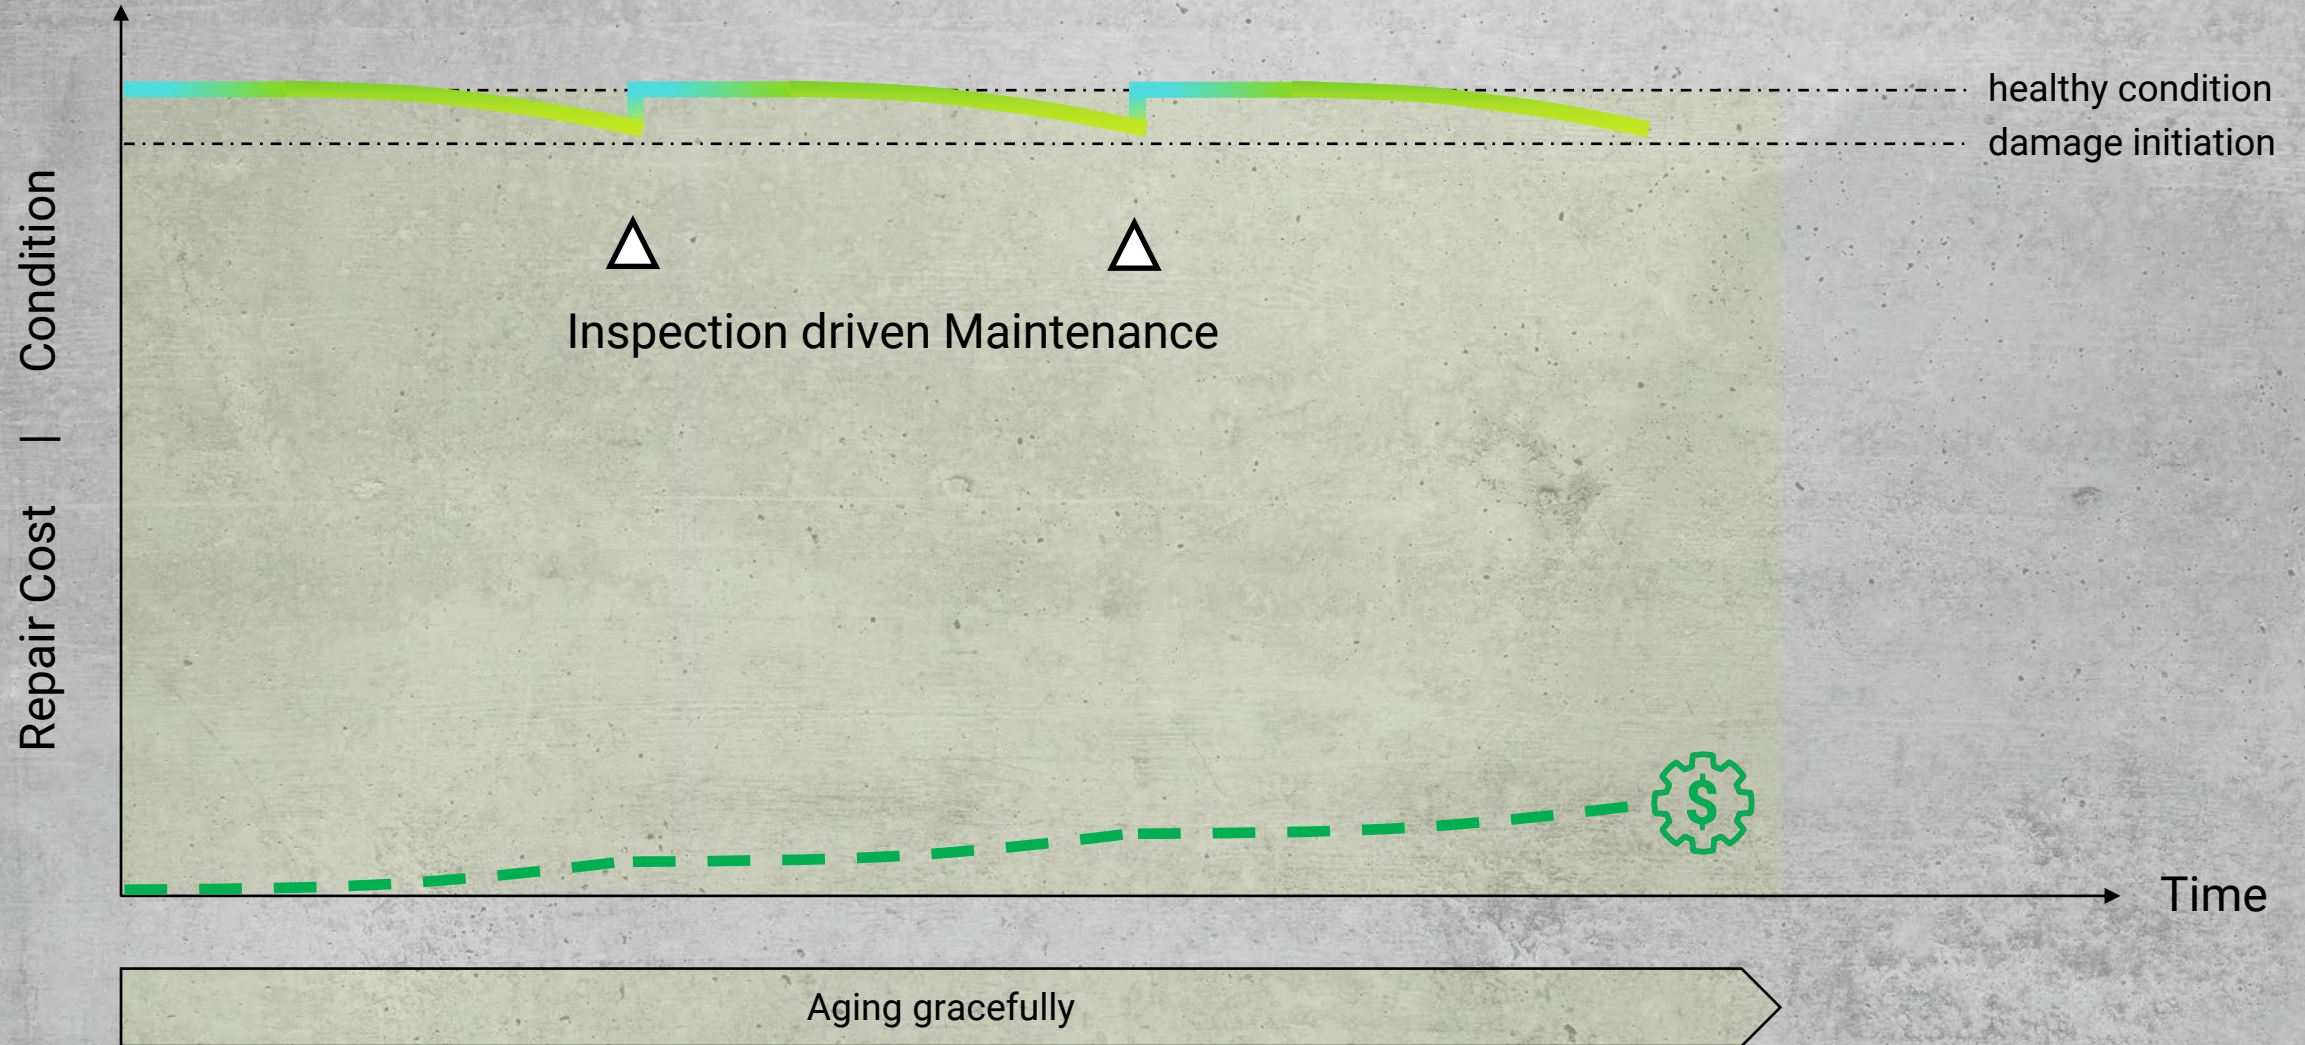 healthy condition
damage initiation
Repair Cost | Condition
Inspection driven Maintenance
$
Time
Aging gracefully